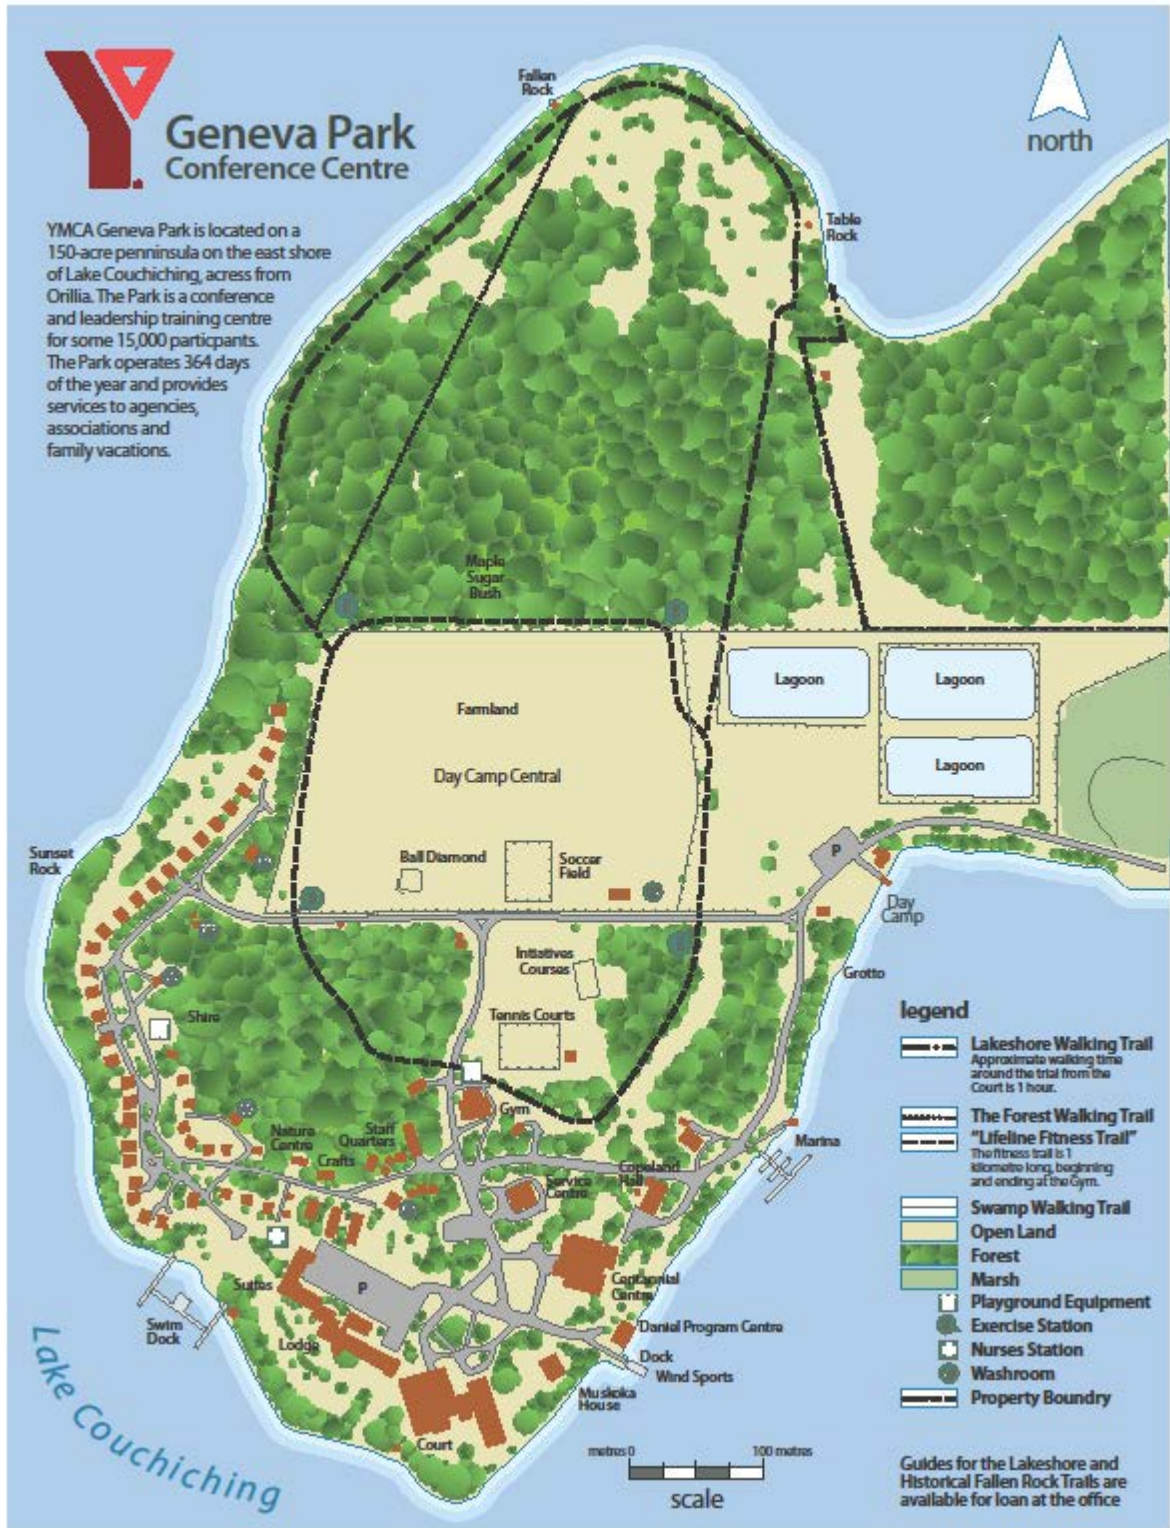 Geneva Park
Conference Centre
YMCA Geneva Park is located on a
150-acre penninsula on the east shore
of Lake Couchiching, acress from
Orillia. The Park is a conference
and leadership training centre
for some 15,000 particpants.
The Park operates 364 days
of the year and provides
services to agencies,
associations and
family vacations.
Fallen
Rock
north
Table
Rock
Maple
Sugar
Bush
Lagoon
Lagoon
Lagoon
Farmland
Day Camp Central
Ball Diamond
Soccer
Field
Sunset
Rock
P
Day
Camp
Grotto
Intiatives
Courses
Tennis Courts
Shire
Gym
Nature
Centre
Staff
Quarters
Crafts
Marina
Copeland
Hall
Service
Centre
Suites
P
Centannial
Centre
Swim
Dock
Lodge
Daniel Program Centre
Dock
Wind Sports
Muskoka
House
Court
Lake Couchiching
metres 0
100 metres
scale
legend
Lakeshore Walking Trail
Approximate walking time
around the trial from the
Court is 1 hour.
The Forest Walking Trail
"Lifeline Fitness Trail"
The fitness trail is 1
kilometre long, beginning
and ending at the Gym.
Swamp Walking Trail
Open Land
Forest
Marsh
Playground Equipment
Exercise Station
Nurses Station
Washroom
Property Boundry
Guides for the Lakeshore and
Historical Fallen Rock Trails are
available for loan at the office